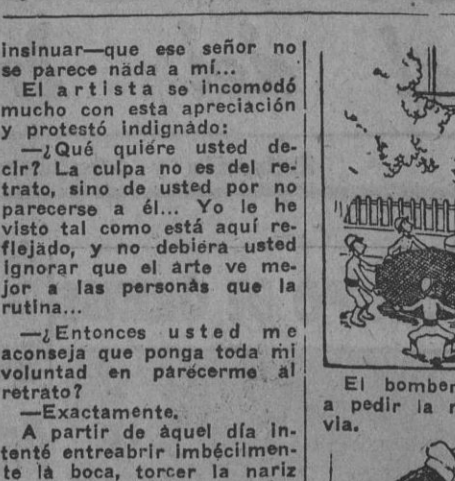 insinuar—que ese señor no
se parece nada a mí...
El artista se incomodó
mucho con esta apreciación
y protestó indignado:
—¿Qué quiére usted de-
cir? La culpa no es del re-
trato, sino de usted por no
parecerse a él... Yo le he
visto tal como está aquí re-
flejado, y no debiera usted
ignorar que el arte ve me-
jor a las personas que la
rutina...
—¿Entonces usted me
aconseja que ponga toda mi
voluntad en parecerme al
retrato?
—Exactamente.
A partir de aquel día in-
tenté entreabrir imbécilmen-
te la boca, torcer la nariz
El bomber
a pedir la
via.